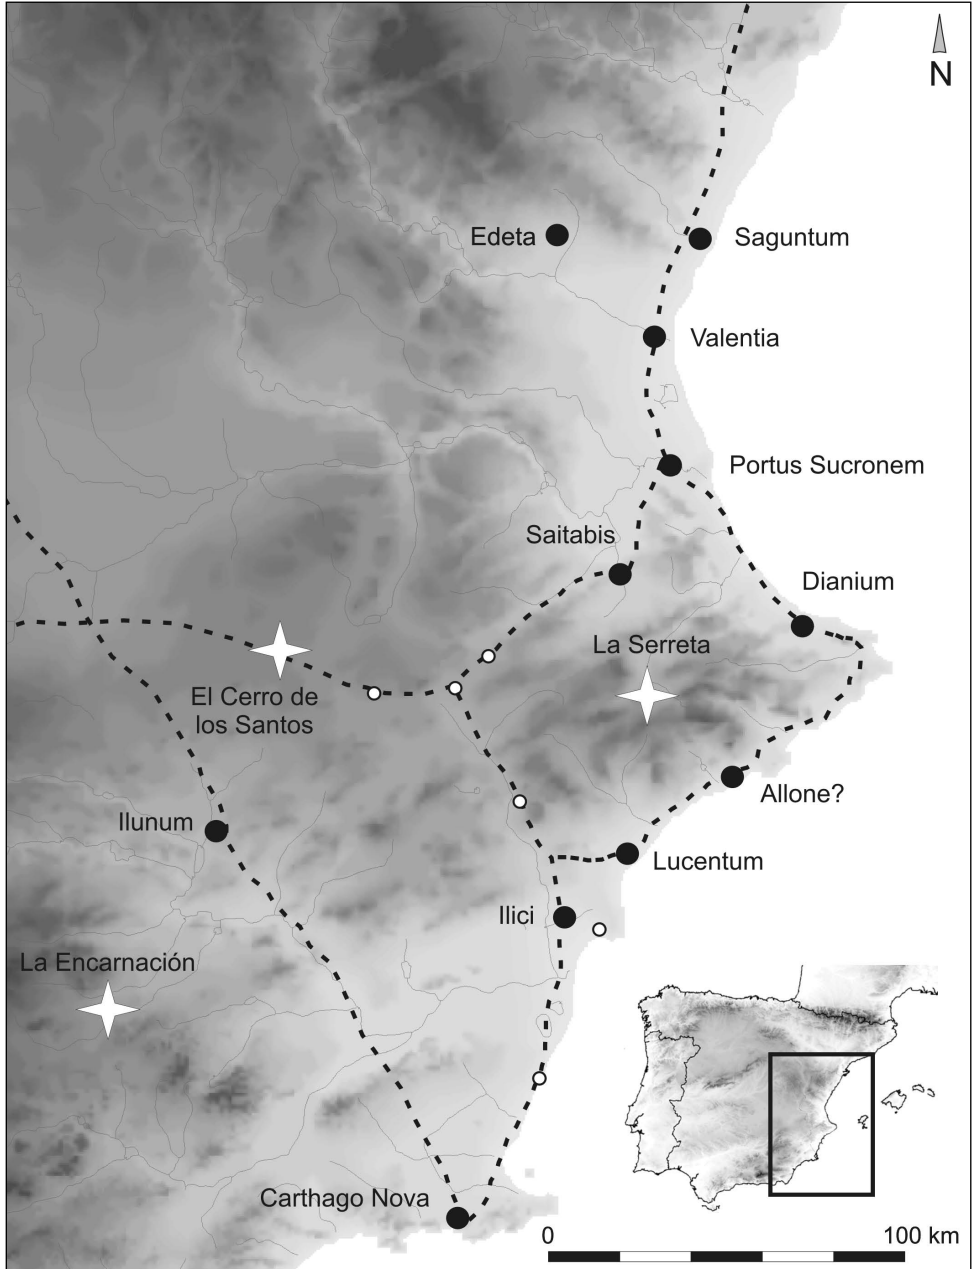 N
Edeta
Saguntum
Valentia
Portus Sucronem
Saitabis
Dianium
La Serreta
El Cerro de
los Santos
Allone?
Ilunum
Lucentum
Ilici
La Encarnación
Carthago Nova
0
100 km